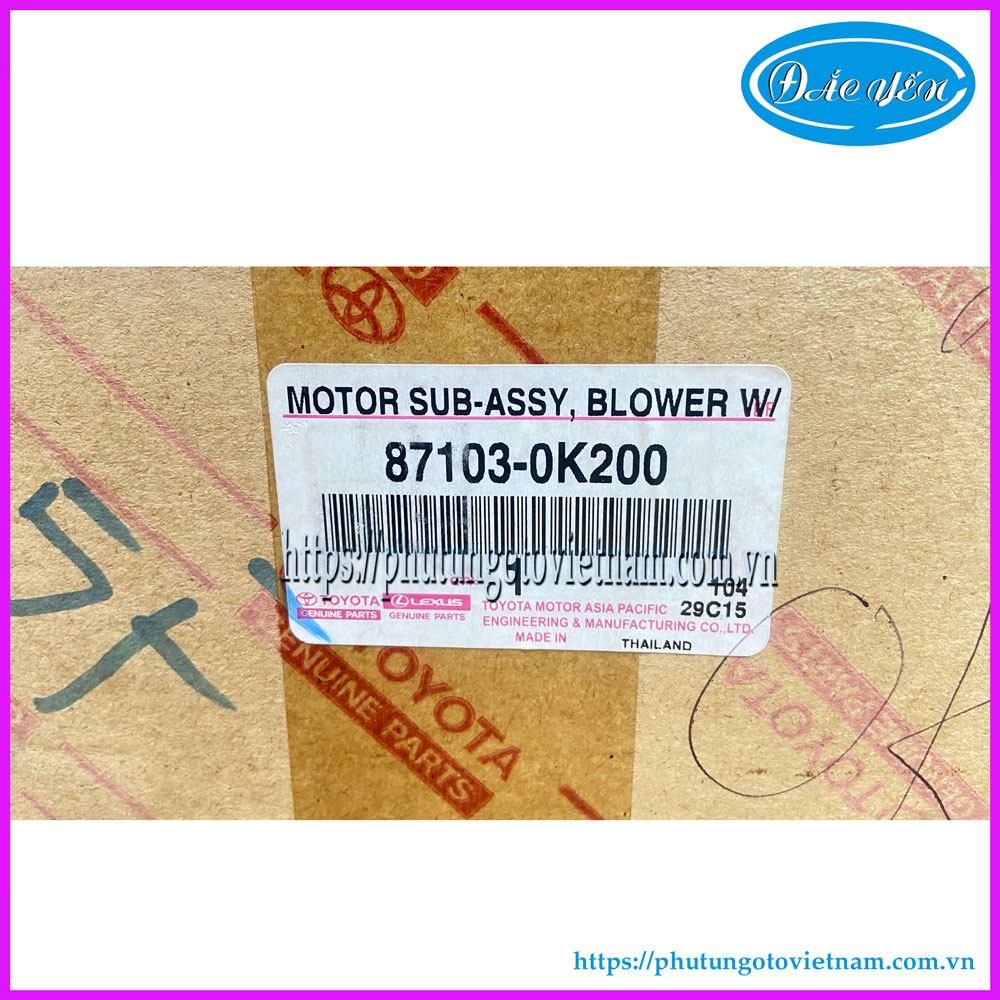 ĐẮC YẾN
MOTOR SUB-ASSY, BLOWER W/
87103-0K200
https://phutungotovietnam.com.vn
1
104
29C15
TOYOTA
GENUINE PARTS
LEXUS
GENUINE PARTS
TOYOTA MOTOR ASIA PACIFIC
ENGINEERING & MANUFACTURING CO.,LTD.
MADE IN
THAILAND
TOYOTA
GENUINE PARTS
TOYOTA
https://phutungotovietnam.com.vn